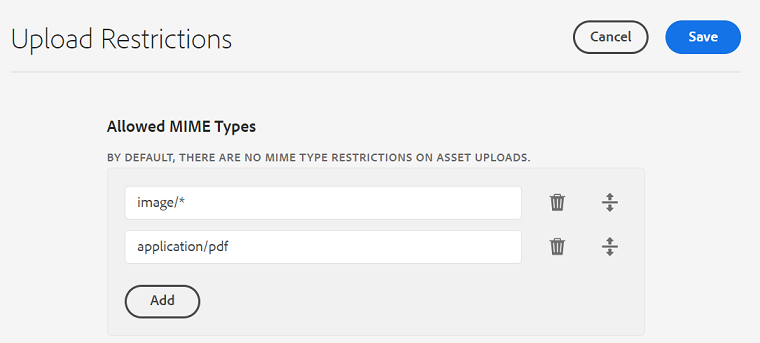 Upload Restrictions
Cancel
Save
Allowed MIME Types
BY DEFAULT, THERE ARE NO MIME TYPE RESTRICTIONS ON ASSET UPLOADS.
image/*
application/pdf
Add